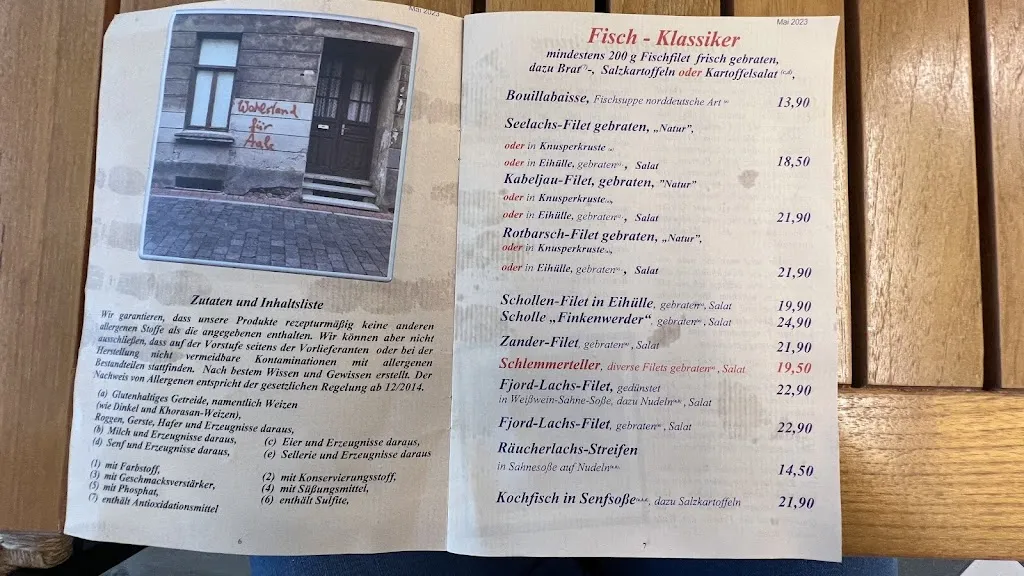 Mai 2023
Wohlstand
für
Aale
Zutaten und Inhaltsliste
Wir garantieren, dass unsere Produkte rezepturmäßig keine anderen
allergenen Stoffe als die angegebenen enthalten. Wir können aber nicht
ausschließen, dass auf der Vorstufe seitens der Vorlieferanten oder bei der
Herstellung nicht vermeidbare Kontaminationen mit allergenen
Bestandteilen stattfinden. Nach bestem Wissen und Gewissen erstellt. Der
Nachweis von Allergenen entspricht der gesetzlichen Regelung ab 12/2014.
(a) Glutenhaltiges Getreide, namentlich Weizen
(wie Dinkel und Khorasan-Weizen),
Roggen, Gerste, Hafer und Erzeugnisse daraus,
(b) Milch und Erzeugnisse daraus, (c) Eier und Erzeugnisse daraus,
(d) Senf und Erzeugnisse daraus, (e) Sellerie und Erzeugnisse daraus
(1) mit Farbstoff, (2) mit Konservierungsstoff,
(3) mit Geschmacksverstärker, (4) mit Süßungsmittel,
(5) mit Phosphat, (6) enthält Sulfite,
(7) enthält Antioxidationsmittel
6
Mai 2023
Fisch - Klassiker
mindestens 200 g Fischfilet frisch gebraten,
dazu Brat-, Salzkartoffeln oder Kartoffelsalat
Bouillabaisse, Fischsuppe norddeutsche Art 13,90
Seelachs-Filet gebraten, „Natur",
oder in Knusperkruste
oder in Eihülle, gebraten, Salat 18,50
Kabeljau-Filet, gebraten, "Natur"
oder in Knusperkruste,
oder in Eihülle, gebraten, Salat 21,90
Rotbarsch-Filet gebraten, „Natur",
oder in Knusperkruste,
oder in Eihülle, gebraten, Salat 21,90
Schollen-Filet in Eihülle, gebraten, Salat 19,90
Scholle „Finkenwerder“, gebraten, Salat 24,90
Zander-Filet, gebraten, Salat 21,90
Schlemmerteller, diverse Filets gebraten, Salat 19,50
Fjord-Lachs-Filet, gedünstet 22,90
in Weißwein-Sahne-Soße, dazu Nudeln, Salat
Fjord-Lachs-Filet, gebraten, Salat 22,90
Räucherlachs-Streifen
in Sahnesoße auf Nudeln 14,50
Kochfisch in Senfsoße, dazu Salzkartoffeln 21,90
7